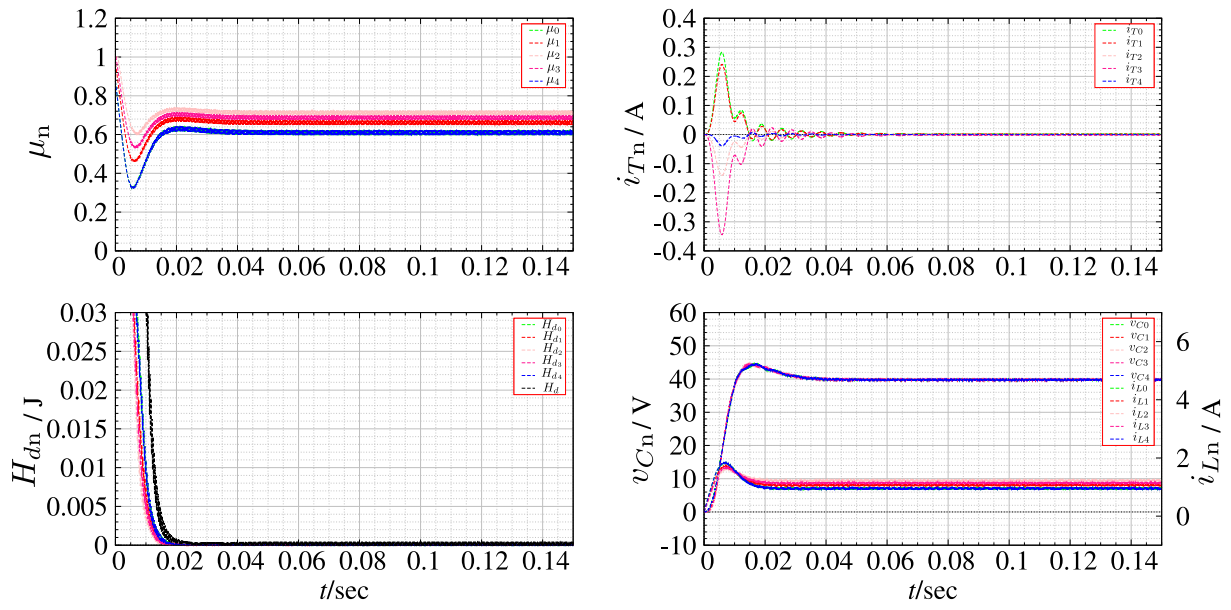 1.2
1
0.8
0.6
0.4
0.2
0
μn
μ0
μ1
μ2
μ3
μ4
0 0.02 0.04 0.06 0.08 0.1 0.12 0.14
0.4
0.3
0.2
0.1
0
-0.1
-0.2
-0.3
-0.4
iTn / A
iT0
iT1
iT2
iT3
iT4
0 0.02 0.04 0.06 0.08 0.1 0.12 0.14
0.03
0.025
0.02
0.015
0.01
0.005
0
Hdn / J
Hd0
Hd1
Hd2
Hd3
Hd4
Hd
0 0.02 0.04 0.06 0.08 0.1 0.12 0.14
t/sec
60
50
40
30
20
10
0
-10
vCn / V
vC0
vC1
vC2
vC3
vC4
iL0
iL1
iL2
iL3
iL4
6
4
2
0
iLn / A
0 0.02 0.04 0.06 0.08 0.1 0.12 0.14
t/sec